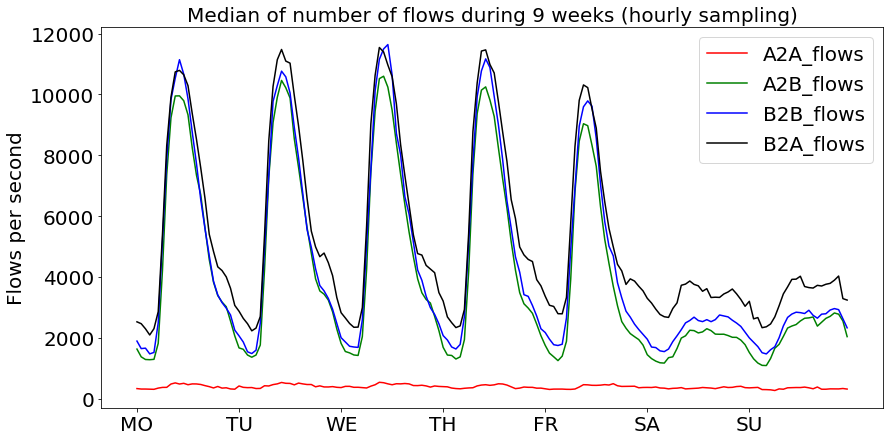 Median of number of flows during 9 weeks (hourly sampling)
Flows per second
12000
10000
8000
6000
4000
2000
0
MO TU WE TH FR SA SU
A2A_flows
A2B_flows
B2B_flows
B2A_flows